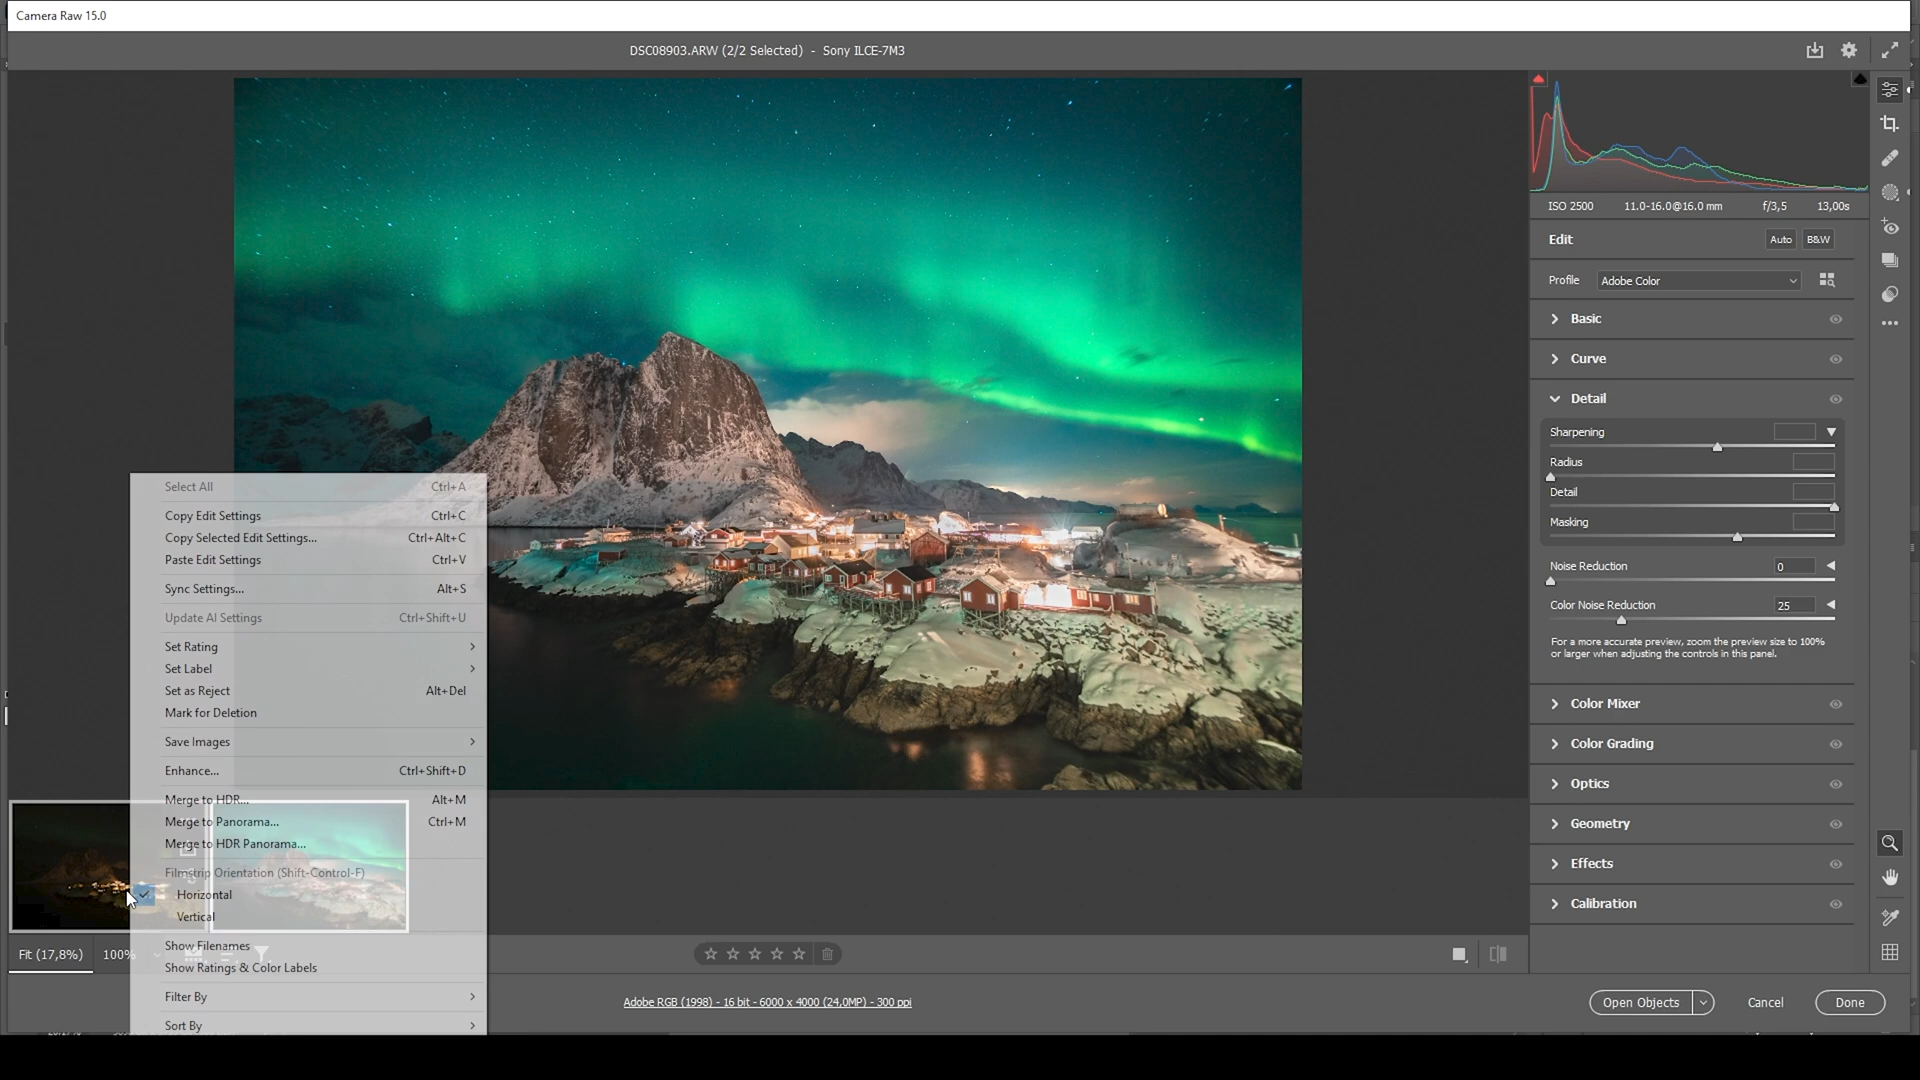 Camera Raw 15.0
DSC08903.ARW (2/2 Selected) - Sony ILCE-7M3
ISO 2500 11.0-16.0@16.0 mm f/3,5 13,00s
Edit Auto B&W
Profile Adobe Color
Basic
Curve
Detail
Sharpening
Radius
Detail
Masking
Noise Reduction 0
Color Noise Reduction 25
For a more accurate preview, zoom the preview size to 100%
or larger when adjusting the controls in this panel.
Color Mixer
Color Grading
Optics
Geometry
Effects
Calibration
Select All Ctrl+A
Copy Edit Settings Ctrl+C
Copy Selected Edit Settings... Ctrl+Alt+C
Paste Edit Settings Ctrl+V
Sync Settings... Alt+S
Update AI Settings Ctrl+Shift+U
Set Rating
Set Label
Set as Reject Alt+Del
Mark for Deletion
Save Images
Enhance... Ctrl+Shift+D
Merge to HDR... Alt+M
Merge to Panorama... Ctrl+M
Merge to HDR Panorama...
Filmstrip Orientation (Shift-Control-F)
Horizontal
Vertical
Show Filenames
Show Ratings & Color Labels
Filter By
Sort By
Fit (17,8%) 100%
Adobe RGB (1998) - 16 bit - 6000 x 4000 (24,0MP) - 300 ppi
Open Objects Cancel Done